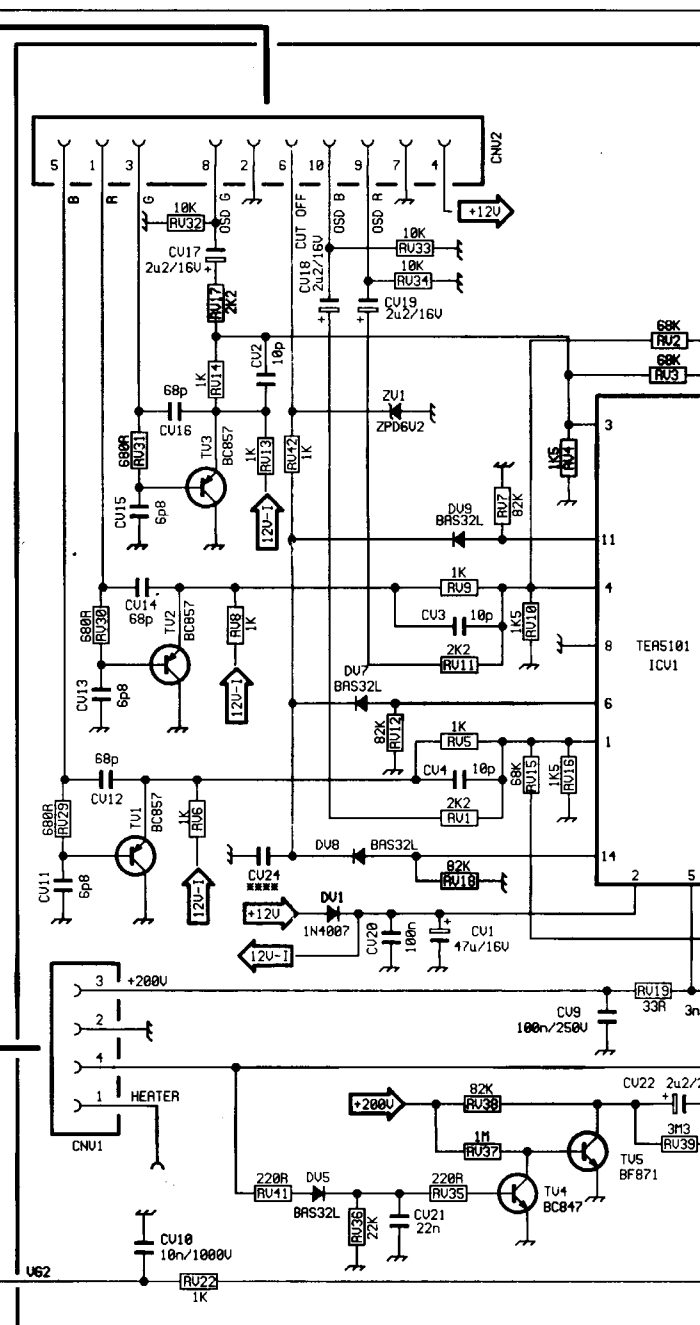 CNV2
5 1 3 8 2 6 10 9 7 4
B R G OSD G CUT OFF OSD B OSD R
+12V
10K
RV32
CV17
2u2/16V
+
RV17
2K2
CV18
2u2/16V
+
10K
RV33
10K
RV34
CV19
2u2/16V
+
68K
RV2
68K
RV3
1K
RV14
CV2
10p
68p
CV16
ZV1
ZPD6V2
3
680R
RV31
TV3
BC857
1K
RV13
RV42
1K
1K5
RV4
CV15
6p8
12V-I
DV9
BAS32L
RV7
82K
11
CV14
68p
TV2
BC857
RV8
1K
1K
RV9
4
680R
RV30
CV3
10p
1K5
RV10
8
TEA5101
ICV1
2K2
RV11
CV13
6p8
12V-I
DV7
BAS32L
82K
RV12
6
1K
RV5
1
68p
CV12
CV4
10p
68K
RV15
1K5
RV16
680R
RV29
TV1
BC857
1K
RV6
2K2
RV1
DV8
BAS32L
14
CV11
6p8
12V-I
CV24
****
82K
RV18
2
5
+12V
DV1
1N4007
12V-I
CV20
100n
CV1
+
47u/16V
3
+200V
RV19
33R
3n
CV9
100n/250V
2
4
1
HEATER
CNV1
+200V
82K
RV38
CV22
2u2/2
+
1M
RV37
TV5
BF871
3M3
RV39
220R
RV41
DV5
BAS32L
RV36
22K
CV21
22n
220R
RV35
TV4
BC847
CV10
10n/1000V
VG2
RV22
1K